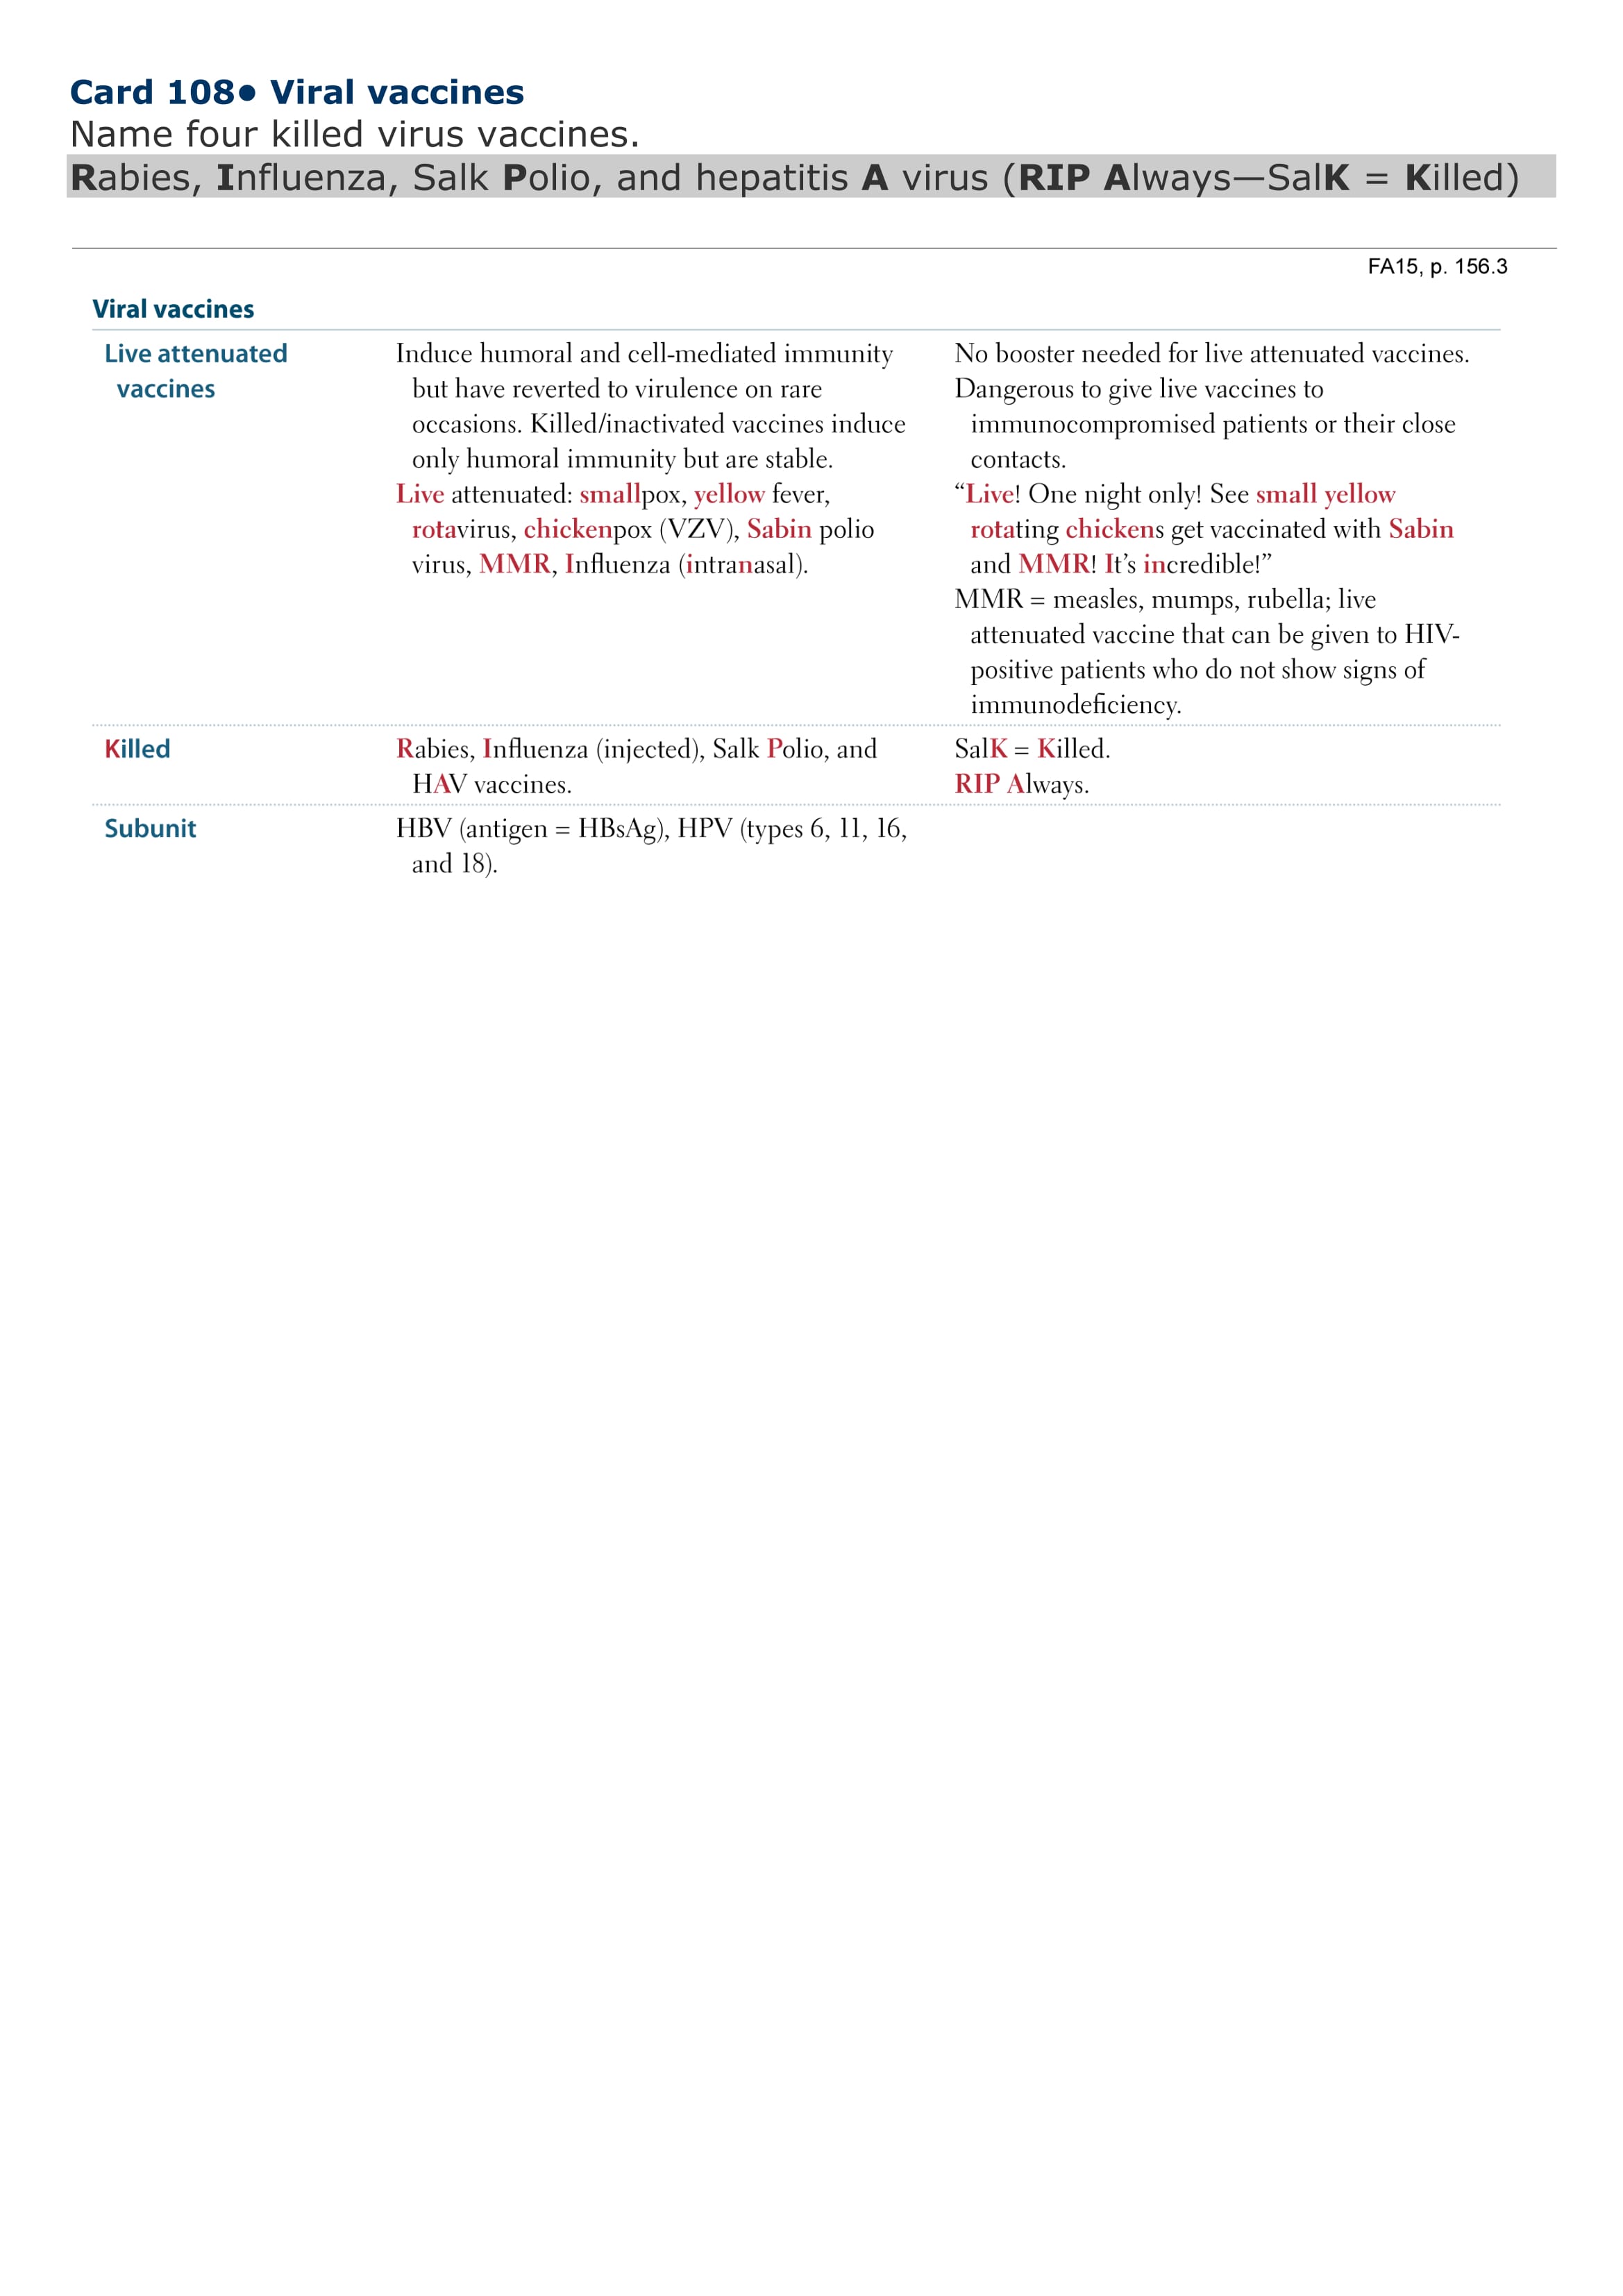 Card 108● Viral vaccines
Name four killed virus vaccines.
Rabies, Influenza, Salk Polio, and hepatitis A virus (RIP Always—SalK = Killed)
FA15, p. 156.3
Viral vaccines
Live attenuated
vaccines
Induce humoral and cell-mediated immunity
but have reverted to virulence on rare
occasions. Killed/inactivated vaccines induce
only humoral immunity but are stable.
Live attenuated: smallpox, yellow fever,
rotavirus, chickenpox (VZV), Sabin polio
virus, MMR, Influenza (intranasal).
No booster needed for live attenuated vaccines.
Dangerous to give live vaccines to
immunocompromised patients or their close
contacts.
“Live! One night only! See small yellow
rotating chickens get vaccinated with Sabin
and MMR! It’s incredible!”
MMR = measles, mumps, rubella; live
attenuated vaccine that can be given to HIV-
positive patients who do not show signs of
immunodeficiency.
Killed
Rabies, Influenza (injected), Salk Polio, and
HAV vaccines.
SalK = Killed.
RIP Always.
Subunit
HBV (antigen = HBsAg), HPV (types 6, 11, 16,
and 18).